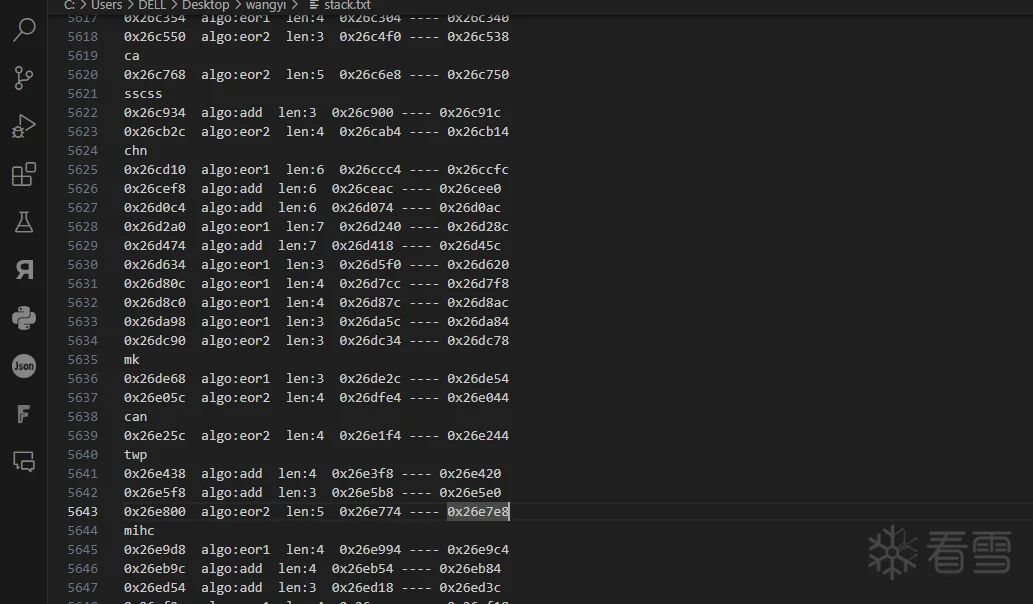 C: > Users > DELL > Desktop > wangyi > stack.txt
5617 0x26c354 algo:eor1 len:4 0x26c304 ---- 0x26c340
5618 0x26c550 algo:eor2 len:3 0x26c4f0 ---- 0x26c538
5619 ca
5620 0x26c768 algo:eor2 len:5 0x26c6e8 ---- 0x26c750
5621 sscss
5622 0x26c934 algo:add len:3 0x26c900 ---- 0x26c91c
5623 0x26cb2c algo:eor2 len:4 0x26cab4 ---- 0x26cb14
5624 chn
5625 0x26cd10 algo:eor1 len:6 0x26ccc4 ---- 0x26ccfc
5626 0x26cef8 algo:add len:6 0x26ceac ---- 0x26cee0
5627 0x26d0c4 algo:add len:6 0x26d074 ---- 0x26d0ac
5628 0x26d2a0 algo:eor1 len:7 0x26d240 ---- 0x26d28c
5629 0x26d474 algo:add len:7 0x26d418 ---- 0x26d45c
5630 0x26d634 algo:eor1 len:3 0x26d5f0 ---- 0x26d620
5631 0x26d80c algo:eor1 len:4 0x26d7cc ---- 0x26d7f8
5632 0x26d8c0 algo:eor1 len:4 0x26d87c ---- 0x26d8ac
5633 0x26da98 algo:eor1 len:3 0x26da5c ---- 0x26da84
5634 0x26dc90 algo:eor2 len:3 0x26dc34 ---- 0x26dc78
5635 mk
5636 0x26de68 algo:eor1 len:3 0x26de2c ---- 0x26de54
5637 0x26e05c algo:eor2 len:4 0x26dfe4 ---- 0x26e044
5638 can
5639 0x26e25c algo:eor2 len:4 0x26e1f4 ---- 0x26e244
5640 twp
5641 0x26e438 algo:add len:4 0x26e3f8 ---- 0x26e420
5642 0x26e5f8 algo:add len:3 0x26e5b8 ---- 0x26e5e0
5643 0x26e800 algo:eor2 len:5 0x26e774 ---- 0x26e7e8
5644 mihc
5645 0x26e9d8 algo:eor1 len:4 0x26e994 ---- 0x26e9c4
5646 0x26eb9c algo:add len:4 0x26eb54 ---- 0x26eb84
5647 0x26ed54 algo:add len:3 0x26ed18 ---- 0x26ed3c
Json
看雪